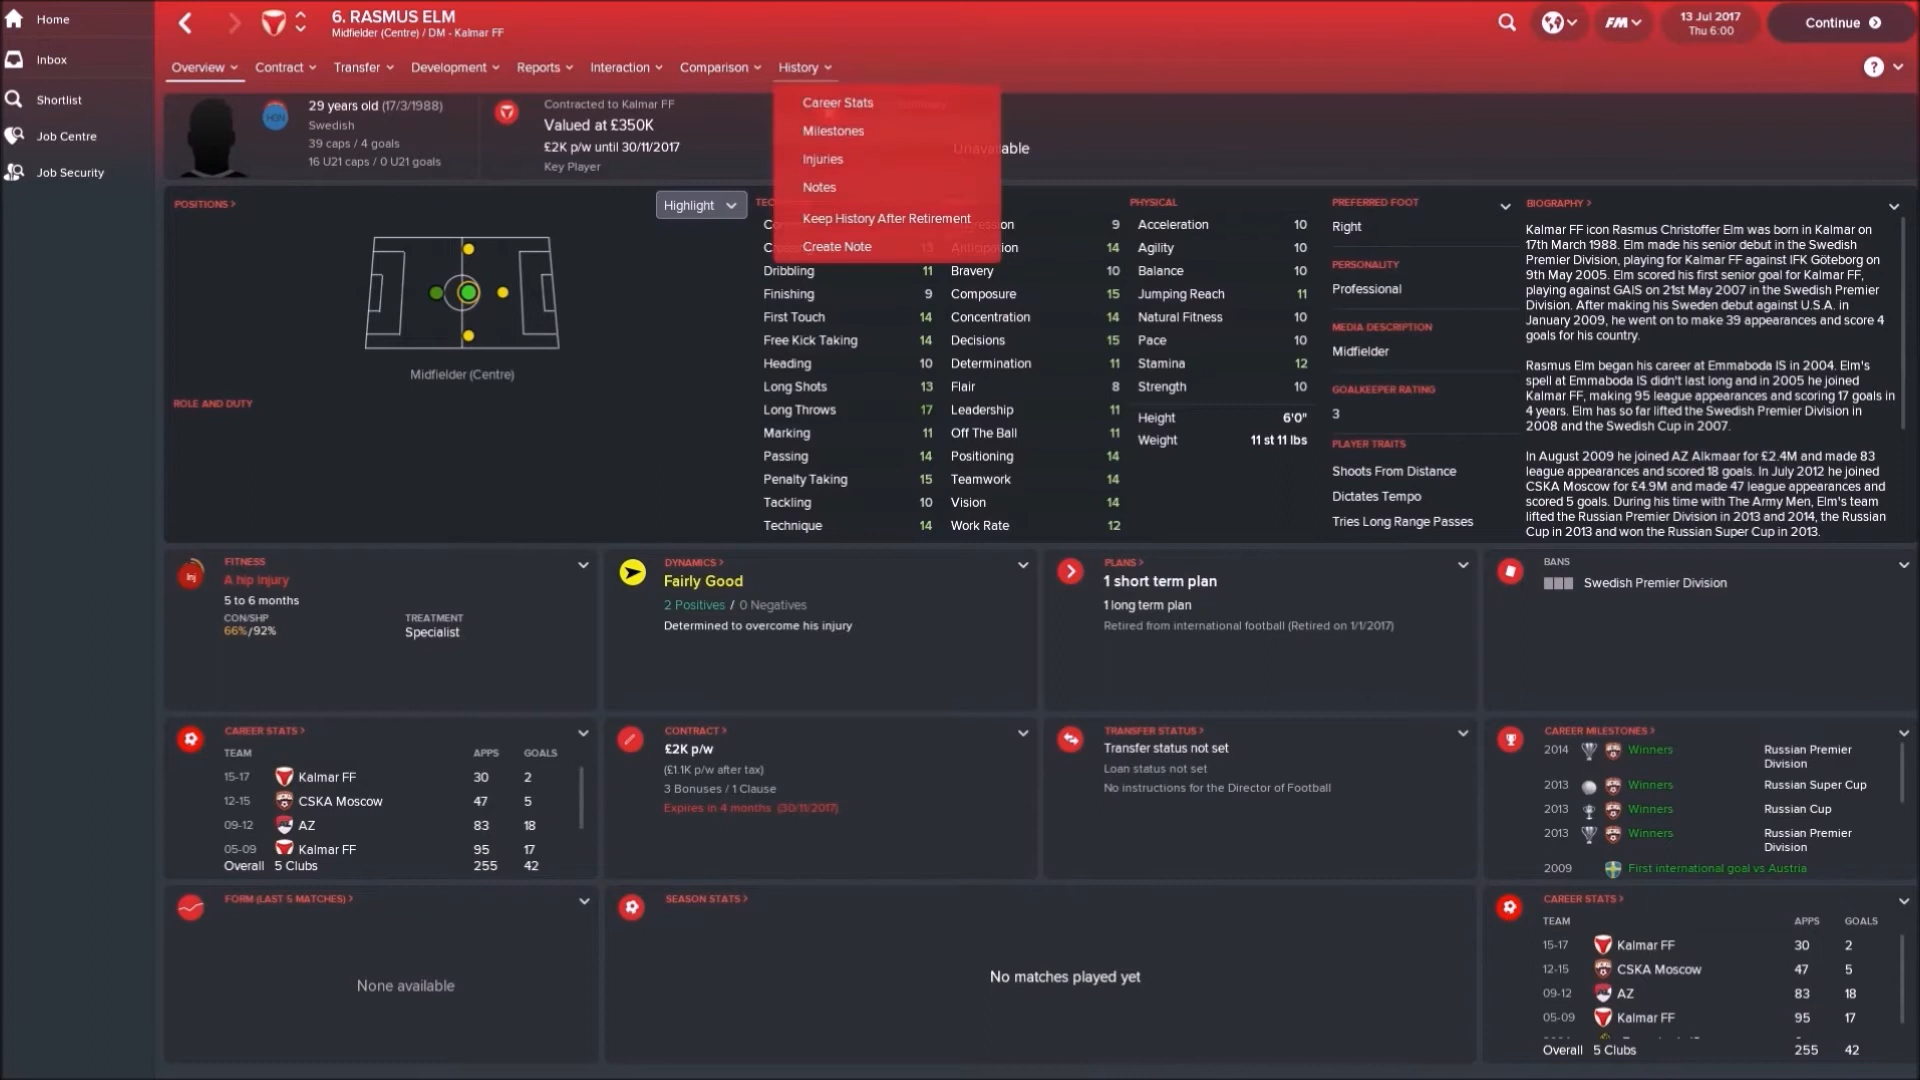 Home
Inbox
Shortlist
Job Centre
Job Security
6. RASMUS ELM
Midfielder (Centre) / DM - Kalmar FF
FM
13 Jul 2017
Thu 6:00
Continue
Overview
Contract
Transfer
Development
Reports
Interaction
Comparison
History
?
Career Stats
Milestones
Injuries
Notes
Keep History After Retirement
Create Note
HGN
29 years old (17/3/1988)
Swedish
39 caps / 4 goals
16 U21 caps / 0 U21 goals
Contracted to Kalmar FF
Valued at £350K
£2K p/w until 30/11/2017
Key Player
POSITIONS >
Highlight
Midfielder (Centre)
ROLE AND DUTY
Dribbling 11
Finishing 9
First Touch 14
Free Kick Taking 14
Heading 10
Long Shots 13
Long Throws 17
Marking 11
Passing 14
Penalty Taking 15
Tackling 10
Technique 14
9
14
Bravery 10
Composure 15
Concentration 14
Decisions 15
Determination 11
Flair 8
Leadership 11
Off The Ball 11
Positioning 14
Teamwork 14
Vision 14
Work Rate 12
PHYSICAL
Acceleration 10
Agility 10
Balance 10
Jumping Reach 11
Natural Fitness 10
Pace 10
Stamina 12
Strength 10
Height 6'0"
Weight 11 st 11 lbs
PREFERRED FOOT
Right
PERSONALITY
Professional
MEDIA DESCRIPTION
Midfielder
GOALKEEPER RATING
3
PLAYER TRAITS
Shoots From Distance
Dictates Tempo
Tries Long Range Passes
BIOGRAPHY >
Kalmar FF icon Rasmus Christoffer Elm was born in Kalmar on
17th March 1988. Elm made his senior debut in the Swedish
Premier Division, playing for Kalmar FF against IFK Göteborg on
9th May 2005. Elm scored his first senior goal for Kalmar FF,
playing against GAIS on 21st May 2007 in the Swedish Premier
Division. After making his Sweden debut against U.S.A. in
January 2009, he went on to make 39 appearances and score 4
goals for his country.
Rasmus Elm began his career at Emmaboda IS in 2004. Elm's
spell at Emmaboda IS didn't last long and in 2005 he joined
Kalmar FF, making 95 league appearances and scoring 17 goals in
4 years. Elm has so far lifted the Swedish Premier Division in
2008 and the Swedish Cup in 2007.
In August 2009 he joined AZ Alkmaar for £2.4M and made 83
league appearances and scored 18 goals. In July 2012 he joined
CSKA Moscow for £4.9M and made 47 league appearances and
scored 5 goals. During his time with The Army Men, Elm's team
lifted the Russian Premier Division in 2013 and 2014, the Russian
Cup in 2013 and won the Russian Super Cup in 2013.
Inj
FITNESS
A hip injury
5 to 6 months
CON/SHP
66%/92%
TREATMENT
Specialist
DYNAMICS >
Fairly Good
2 Positives / 0 Negatives
Determined to overcome his injury
PLANS >
1 short term plan
1 long term plan
Retired from international football (Retired on 1/1/2017)
BANS
Swedish Premier Division
CAREER STATS >
TEAM APPS GOALS
15-17 Kalmar FF 30 2
12-15 CSKA Moscow 47 5
09-12 AZ 83 18
05-09 Kalmar FF 95 17
Overall 5 Clubs 255 42
CONTRACT >
£2K p/w
(£1.1K p/w after tax)
3 Bonuses / 1 Clause
Expires in 4 months (30/11/2017)
TRANSFER STATUS >
Transfer status not set
Loan status not set
No instructions for the Director of Football
CAREER MILESTONES >
2014 Winners Russian Premier
Division
2013 Winners Russian Super Cup
2013 Winners Russian Cup
2013 Winners Russian Premier
Division
2009 First international goal vs Austria
FORM (LAST 5 MATCHES) >
None available
SEASON STATS >
No matches played yet
CAREER STATS >
TEAM APPS GOALS
15-17 Kalmar FF 30 2
12-15 CSKA Moscow 47 5
09-12 AZ 83 18
05-09 Kalmar FF 95 17
Overall 5 Clubs 255 42